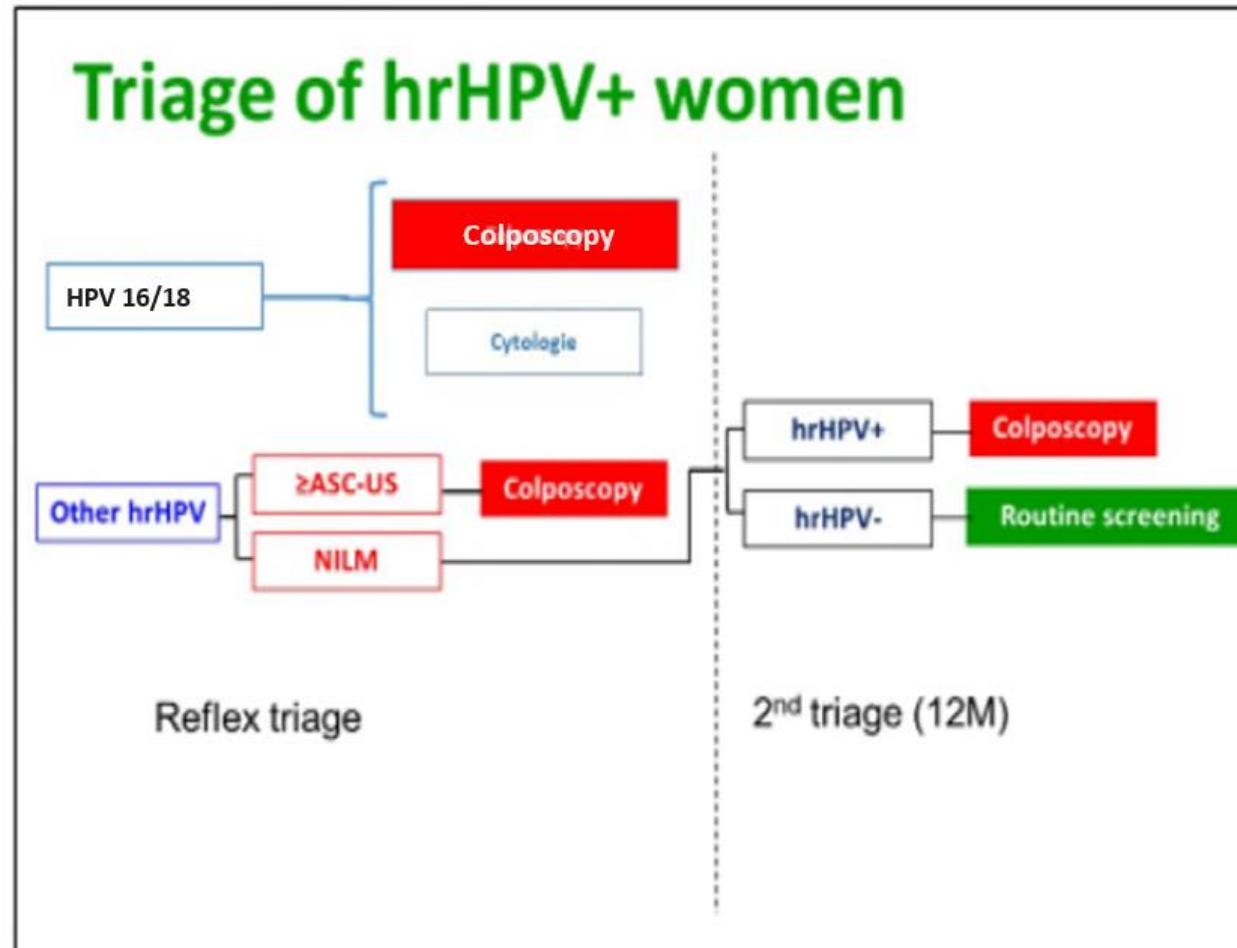 Triage of hrHPV+ women
Colposcopy
HPV 16/18
Cytologie
Other hrHPV
≥ASC-US
Colposcopy
NILM
hrHPV+
Colposcopy
hrHPV-
Routine screening
Reflex triage
2nd triage (12M)